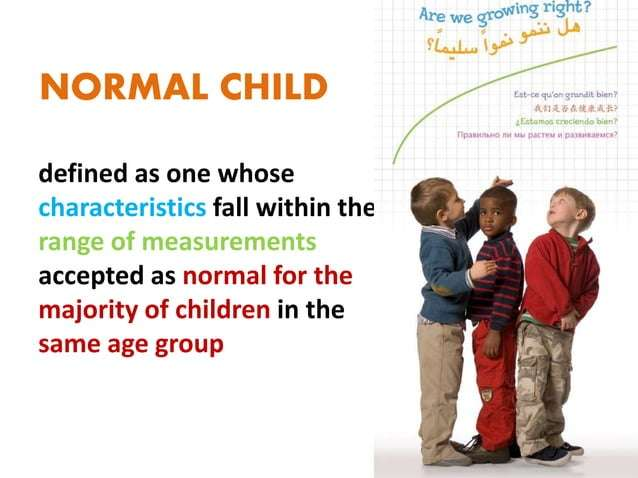 Are we growing right?
هل ننمو نمواً سليماً؟
NORMAL CHILD
Est-ce qu'on grandit bien?
我们是否在健康成长?
¿Estamos creciendo bien?
Правильно ли мы растем и развиваемся?
defined as one whose
characteristics fall within the
range of measurements
accepted as normal for the
majority of children in the
same age group